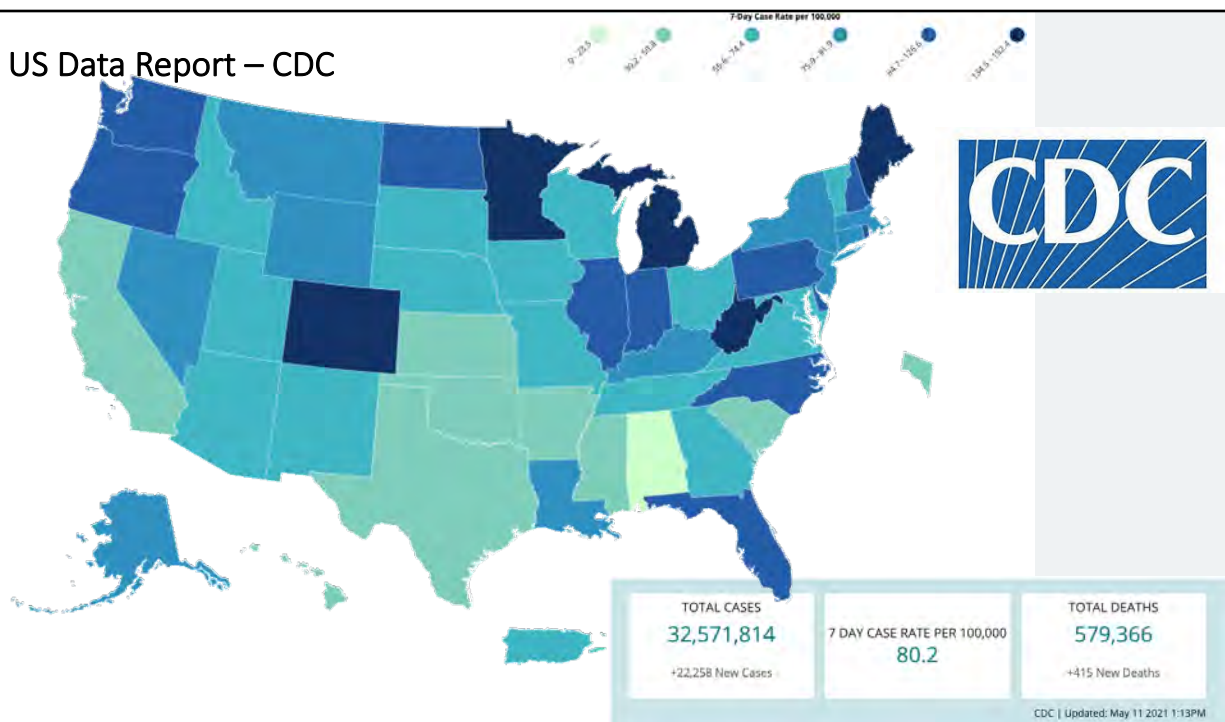 7-Day Case Rate per 100,000
US Data Report – CDC
CDC
TOTAL CASES
32,571,814
+22,258 New Cases
7 DAY CASE RATE PER 100,000
80.2
TOTAL DEATHS
579,366
+415 New Deaths
CDC | Updated: May 11 2021 1:13PM